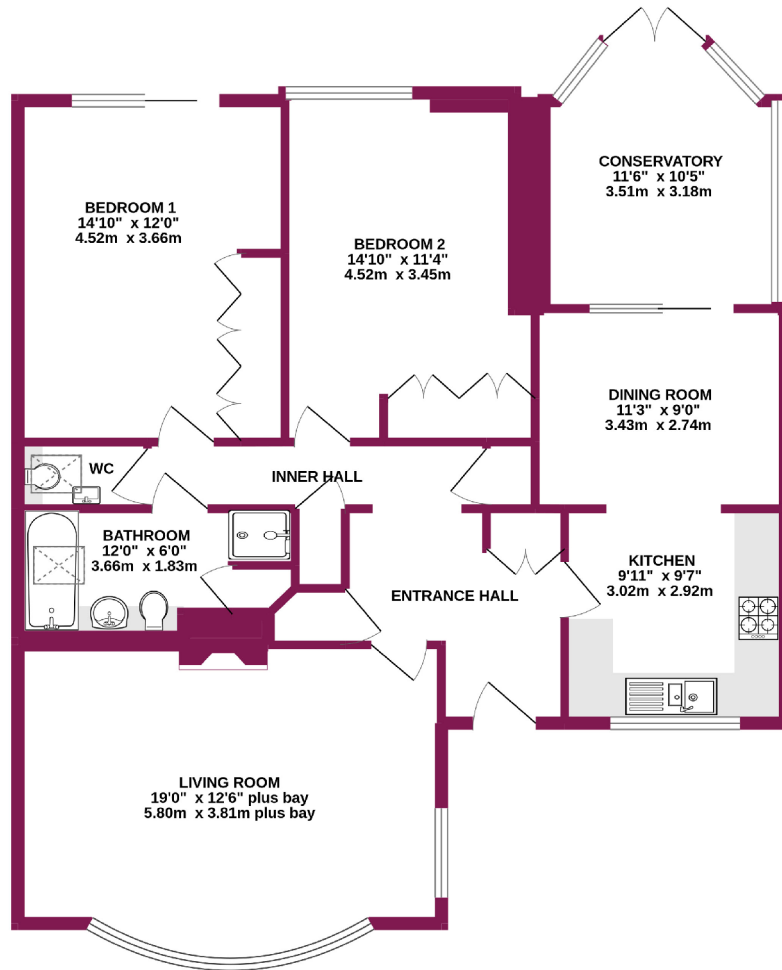 CONSERVATORY
11'6" x 10'5"
3.51m x 3.18m
BEDROOM 1
14'10" x 12'0"
4.52m x 3.66m
BEDROOM 2
14'10" x 11'4"
4.52m x 3.45m
DINING ROOM
11'3" x 9'0"
3.43m x 2.74m
WC
INNER HALL
BATHROOM
12'0" x 6'0"
3.66m x 1.83m
KITCHEN
9'11" x 9'7"
3.02m x 2.92m
ENTRANCE HALL
LIVING ROOM
19'0" x 12'6" plus bay
5.80m x 3.81m plus bay